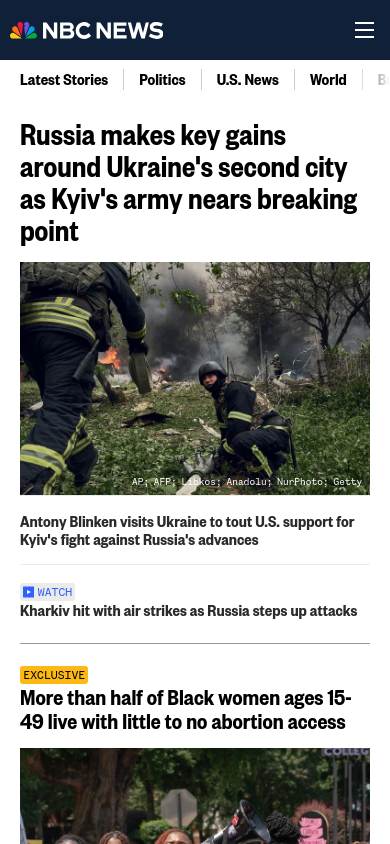 NBC NEWS
Latest Stories
Politics
U.S. News
World
Russia makes key gains
around Ukraine's second city
as Kyiv's army nears breaking
point
AP; AFP; Libkos; Anadolu; NurPhoto; Getty
Antony Blinken visits Ukraine to tout U.S. support for
Kyiv's fight against Russia's advances
WATCH
Kharkiv hit with air strikes as Russia steps up attacks
EXCLUSIVE
More than half of Black women ages 15-
49 live with little to no abortion access